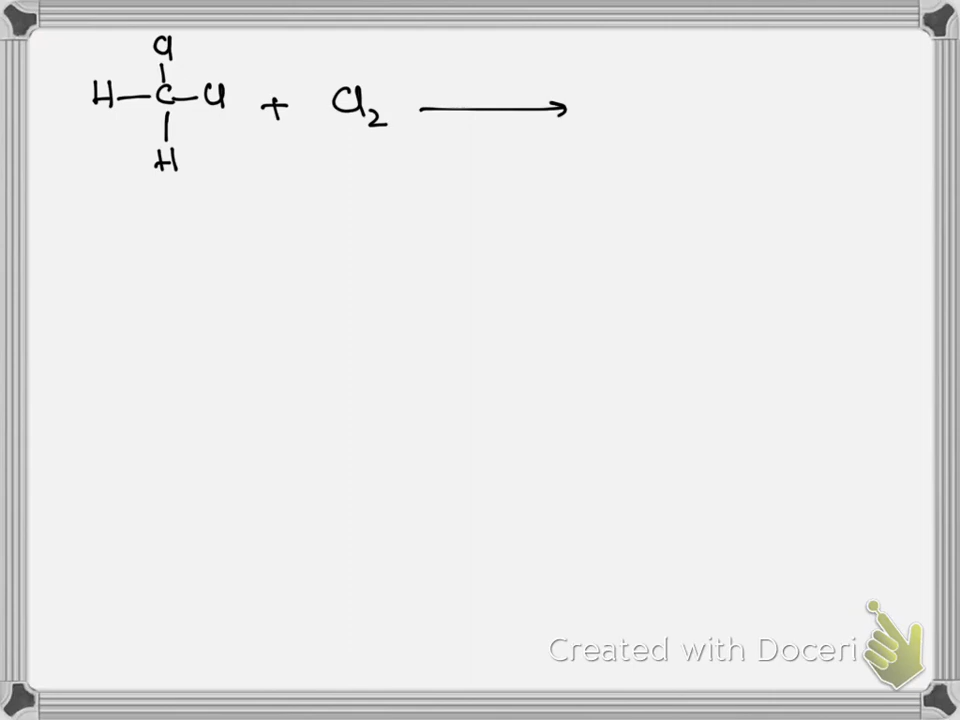 Cl
H—C—Cl + Cl₂ ⟶
H
Created with Doceri